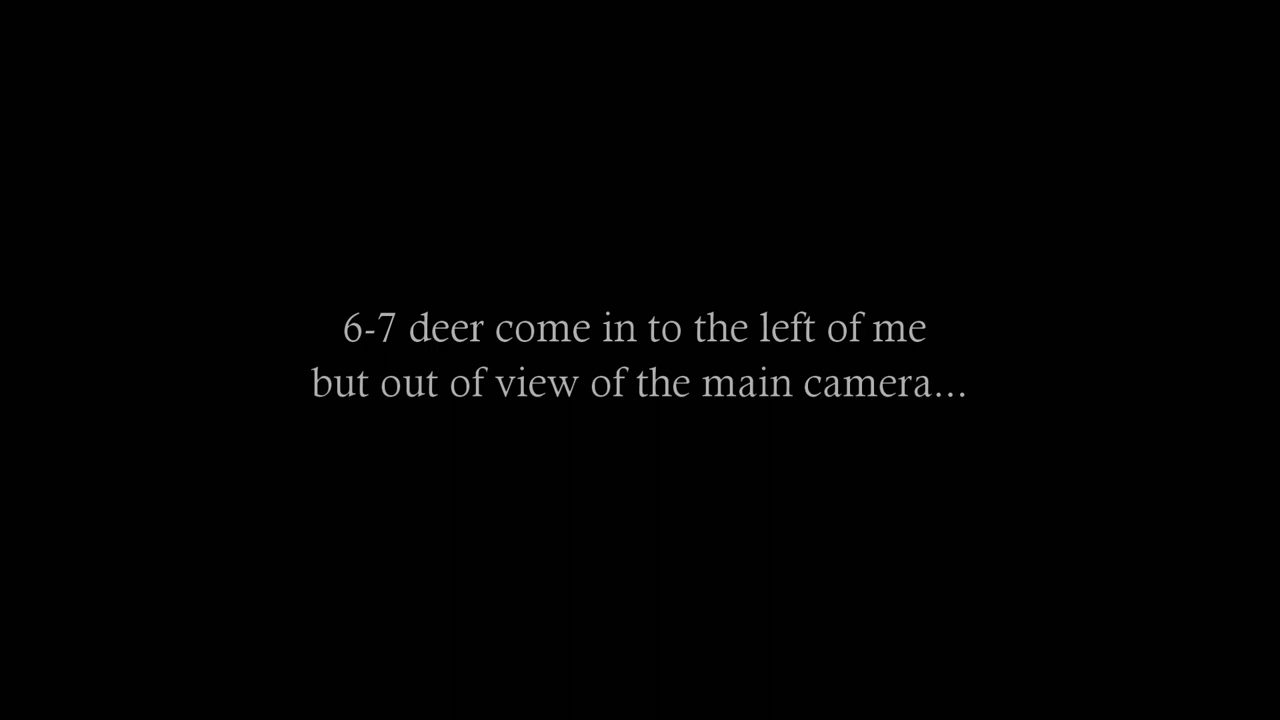 6-7 deer come in to the left of me
but out of view of the main camera...